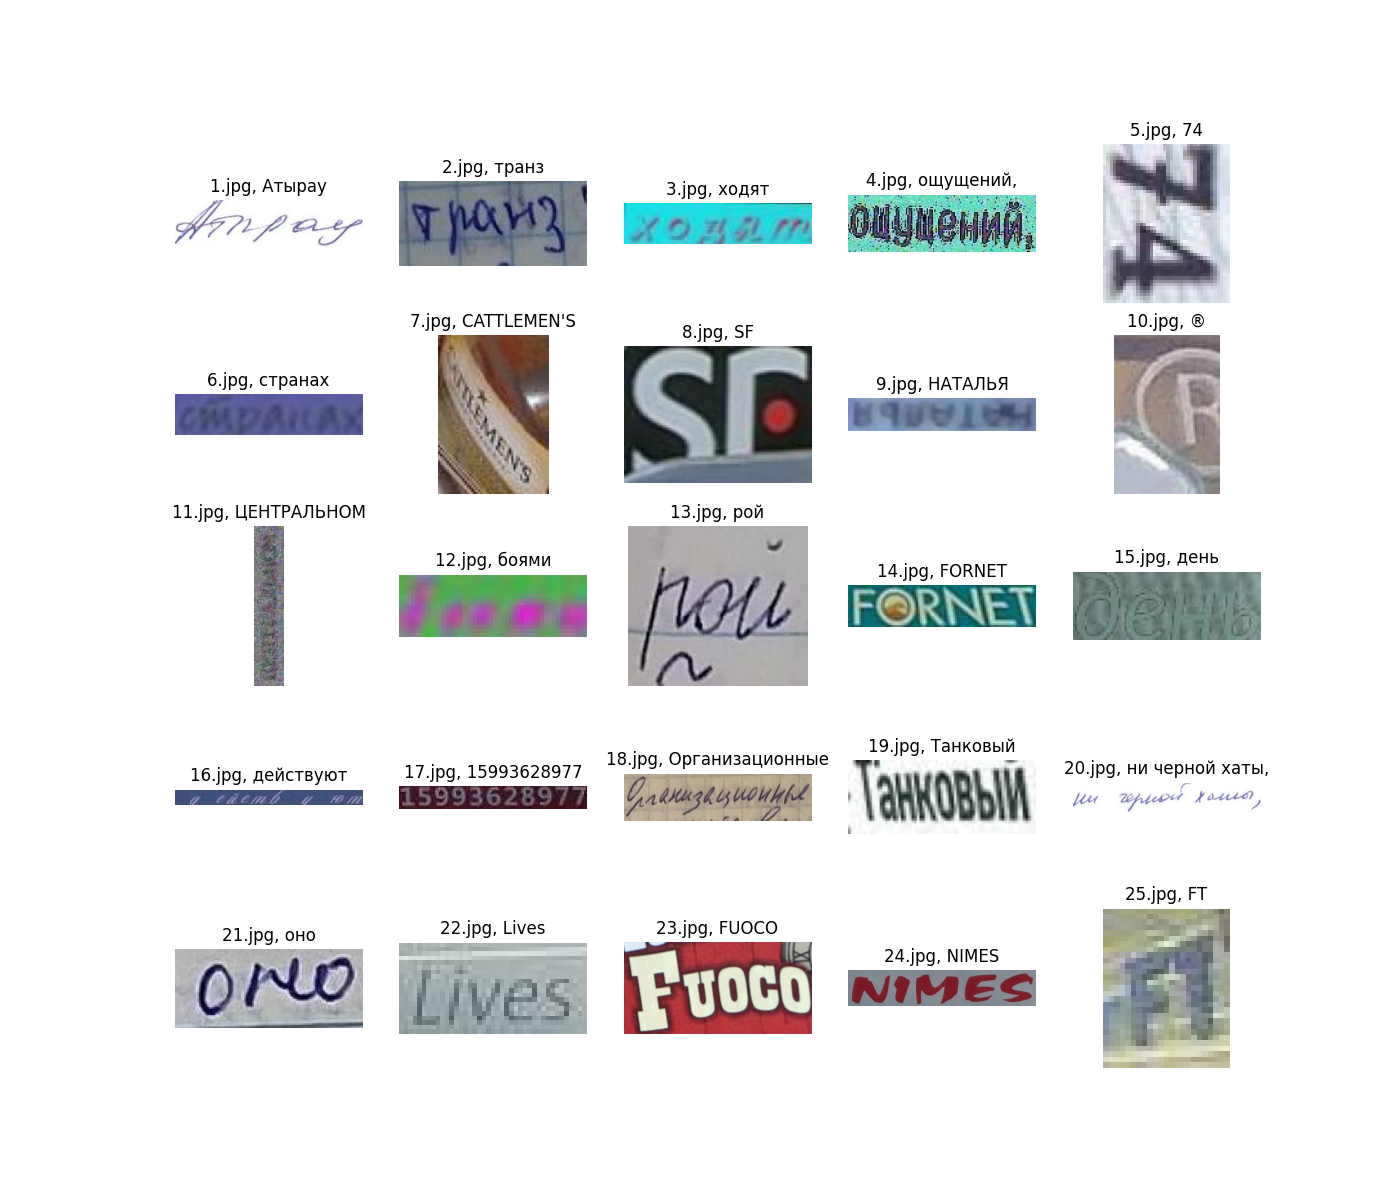 5.jpg, 74
2.jpg, транз
4.jpg, ощущений,
1.jpg, Атырау
3.jpg, ходят
Атырау
транз
ходят
ощущений,
74
7.jpg, CATTLEMEN'S
10.jpg, ®
8.jpg, SF
6.jpg, странах
9.jpg, НАТАЛЬЯ
странах
CATTLEMEN'S
SF
НАТАЛЬЯ
®
11.jpg, ЦЕНТРАЛЬНОМ
13.jpg, рой
12.jpg, боями
14.jpg, FORNET
15.jpg, день
рой
FORNET
день
19.jpg, Танковый
18.jpg, Организационные
20.jpg, ни черной хаты,
17.jpg, 15993628977
16.jpg, действуют
15993628977
Организационные
Танковый
ни черной хаты,
25.jpg, FT
22.jpg, Lives
23.jpg, FUOCO
21.jpg, оно
24.jpg, NIMES
оно
Lives
FUOCO
NIMES
FT